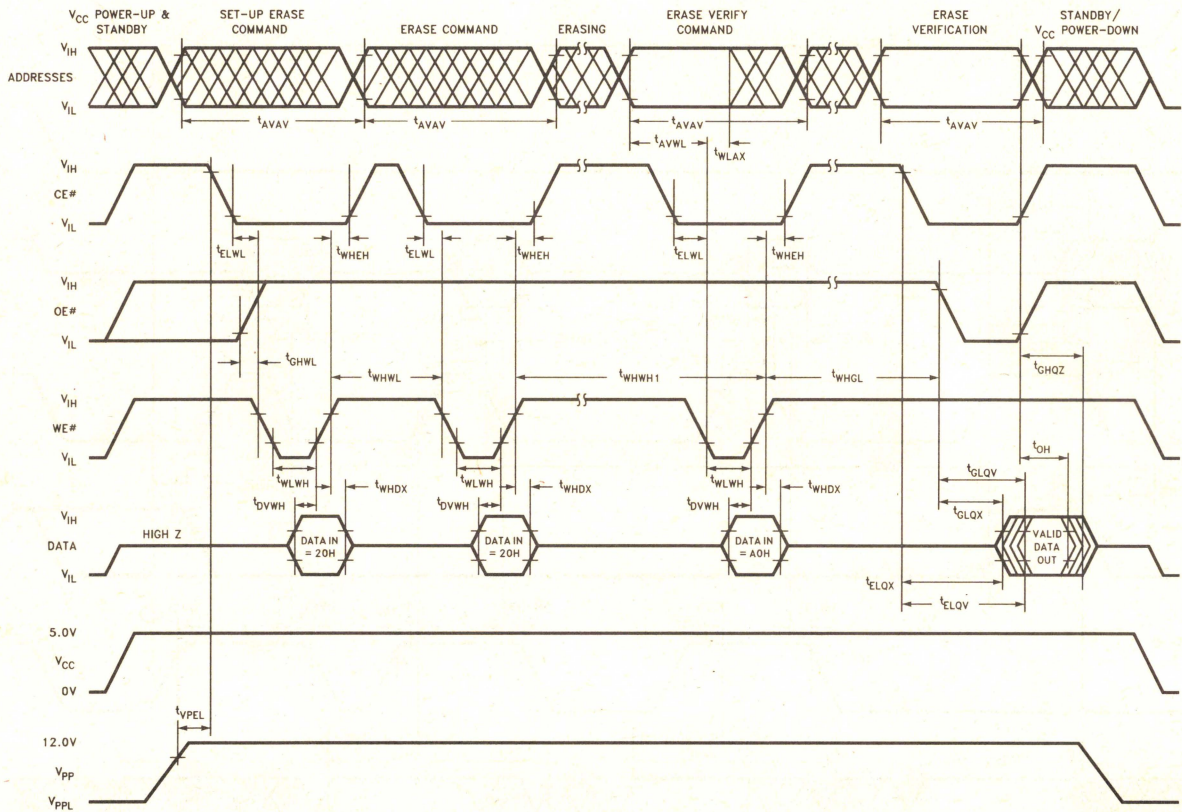 VCC POWER-UP & STANDBY
SET-UP ERASE COMMAND
ERASE COMMAND
ERASING
ERASE VERIFY COMMAND
ERASE VERIFICATION
STANDBY/ VCC POWER-DOWN
VIH
ADDRESSES
VIL
tAVAV
tAVAV
tAVAV
tAVAV
tAVWL
tWLAX
VIH
CE#
VIL
tELWL
tWHEH
tELWL
tWHEH
tELWL
tWHEH
VIH
OE#
VIL
tGHWL
tWHWL
tWHWH1
tWHGL
tGHQZ
VIH
WE#
VIL
tWLWH
tWLWH
tWLWH
tOH
tGLQV
tDVWH
tWHDX
tDVWH
tWHDX
tDVWH
tWHDX
tGLQX
VIH
DATA
VIL
HIGH Z
DATA IN = 20H
DATA IN = 20H
DATA IN = A0H
VALID DATA OUT
tELQX
tELQV
5.0V
VCC
0V
tVPEL
12.0V
VPP
VPPL